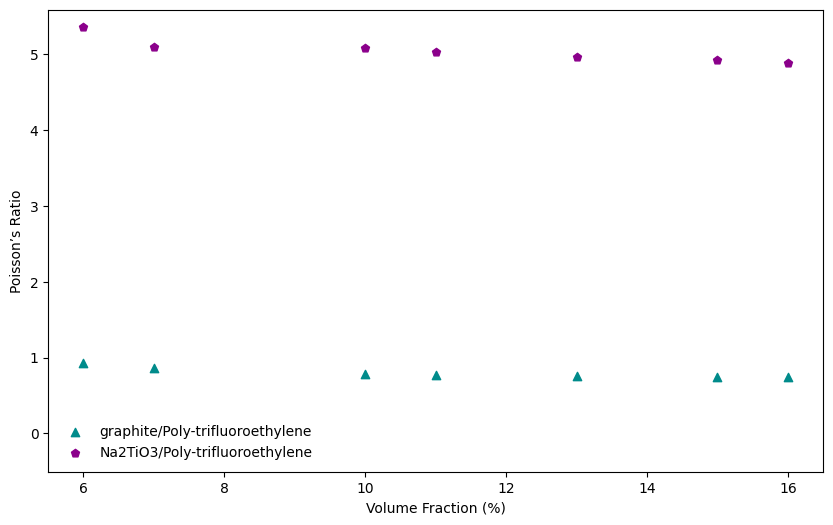 5
4
3
2
1
0
Poisson’s Ratio
graphite/Poly-trifluoroethylene
Na2TiO3/Poly-trifluoroethylene
6 8 10 12 14 16
Volume Fraction (%)